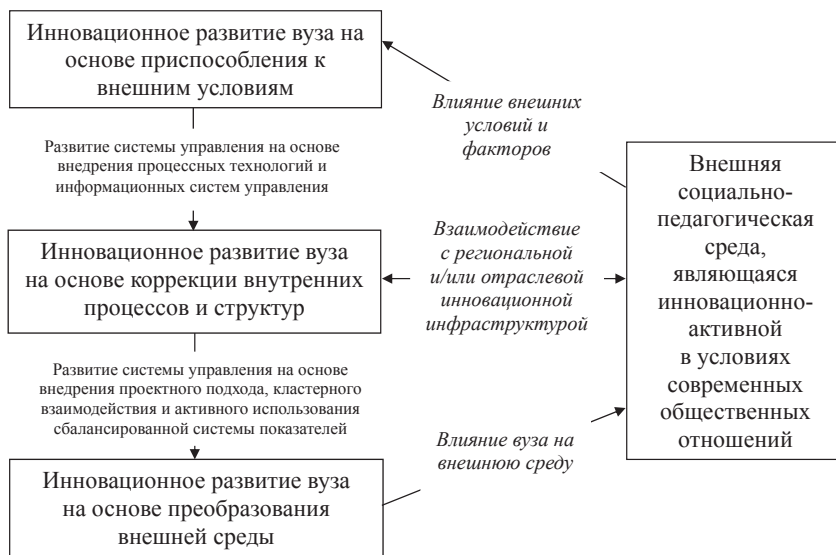 Инновационное развитие вуза на
основе приспособления к
внешним условиям
Влияние внешних
условий и
факторов
Развитие системы управления на основе
внедрения процессных технологий и
информационных систем управления
Внешняя
социально-
педагогическая
среда,
являющаяся
инновационно-
активной
в условиях
современных
общественных
отношений
Инновационное развитие вуза
на основе коррекции внутренних
процессов и структур
Взаимодействие
с региональной
и/или отраслевой
инновационной
инфраструктурой
Развитие системы управления на основе
внедрения проектного подхода, кластерного
взаимодействия и активного использования
сбалансированной системы показателей
Влияние вуза на
внешнюю среду
Инновационное развитие вуза
на основе преобразования
внешней среды